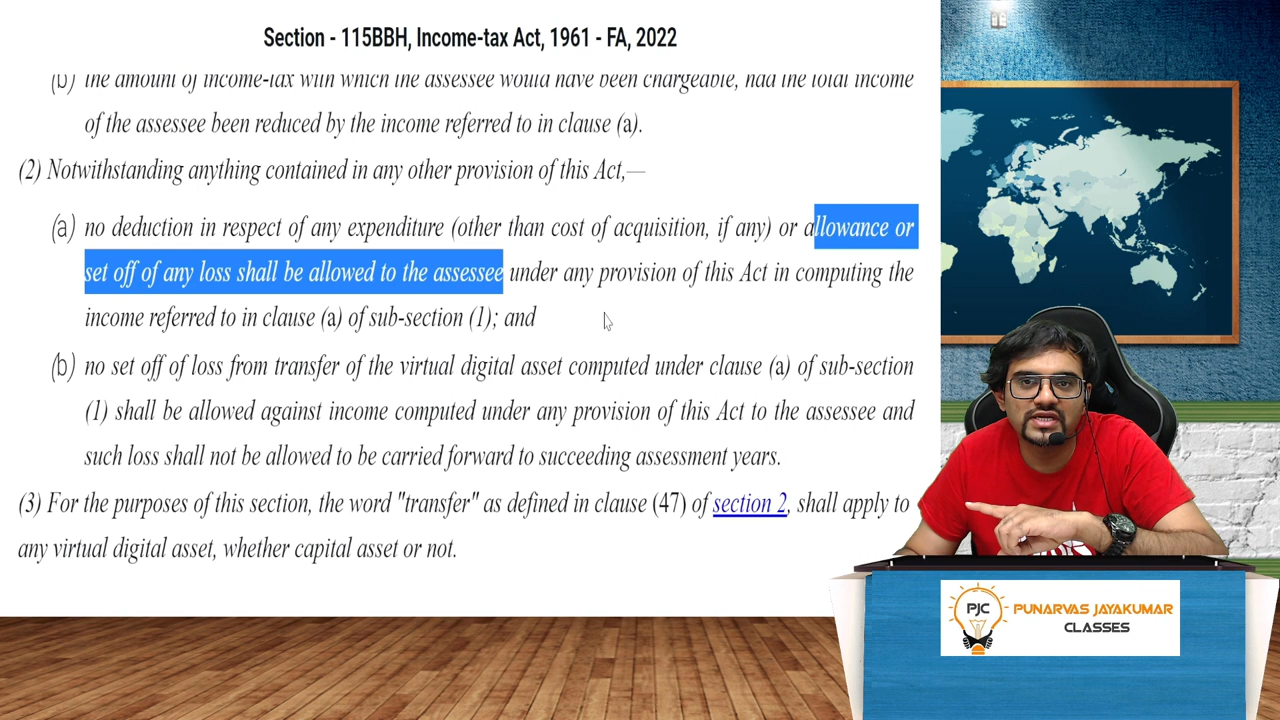 Section - 115BBH, Income-tax Act, 1961 - FA, 2022
(b) the amount of income-tax with which the assessee would have been chargeable, had the total income
of the assessee been reduced by the income referred to in clause (a).
(2) Notwithstanding anything contained in any other provision of this Act,—
(a) no deduction in respect of any expenditure (other than cost of acquisition, if any) or allowance or
set off of any loss shall be allowed to the assessee under any provision of this Act in computing the
income referred to in clause (a) of sub-section (1); and
(b) no set off of loss from transfer of the virtual digital asset computed under clause (a) of sub-section
(1) shall be allowed against income computed under any provision of this Act to the assessee and
such loss shall not be allowed to be carried forward to succeeding assessment years.
(3) For the purposes of this section, the word "transfer" as defined in clause (47) of section 2, shall apply to
any virtual digital asset, whether capital asset or not.
PJC
PUNARVAS JAYAKUMAR
CLASSES